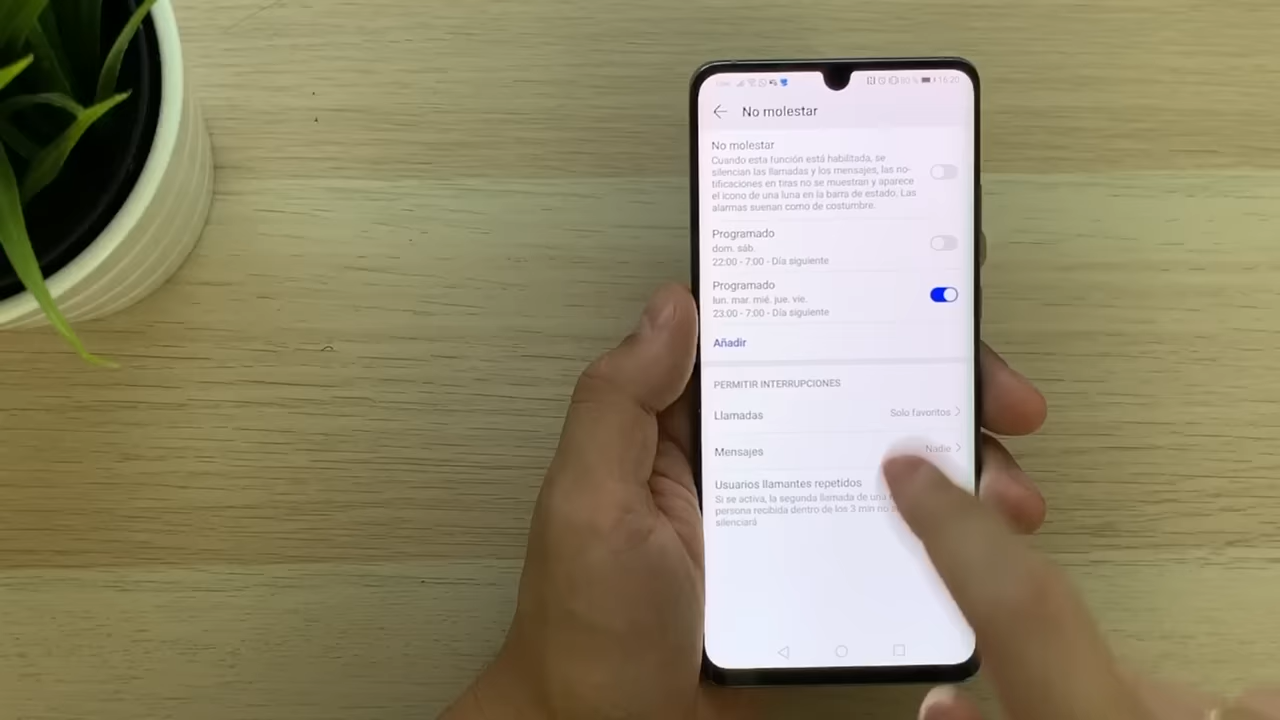 16:20
No molestar
No molestar
Cuando esta función está habilitada, se
silencian las llamadas y los mensajes, las no-
tificaciones en tiras no se muestran y aparece
el icono de una luna en la barra de estado. Las
alarmas suenan como de costumbre.
Programado
dom. sáb.
22:00 - 7:00 - Día siguiente
Programado
lun. mar. mié. jue. vie.
23:00 - 7:00 - Día siguiente
Añadir
PERMITIR INTERRUPCIONES
Llamadas
Solo favoritos
Mensajes
Nadie
Usuarios llamantes repetidos
Si se activa, la segunda llamada de una
persona recibida dentro de los 3 min no
silenciará